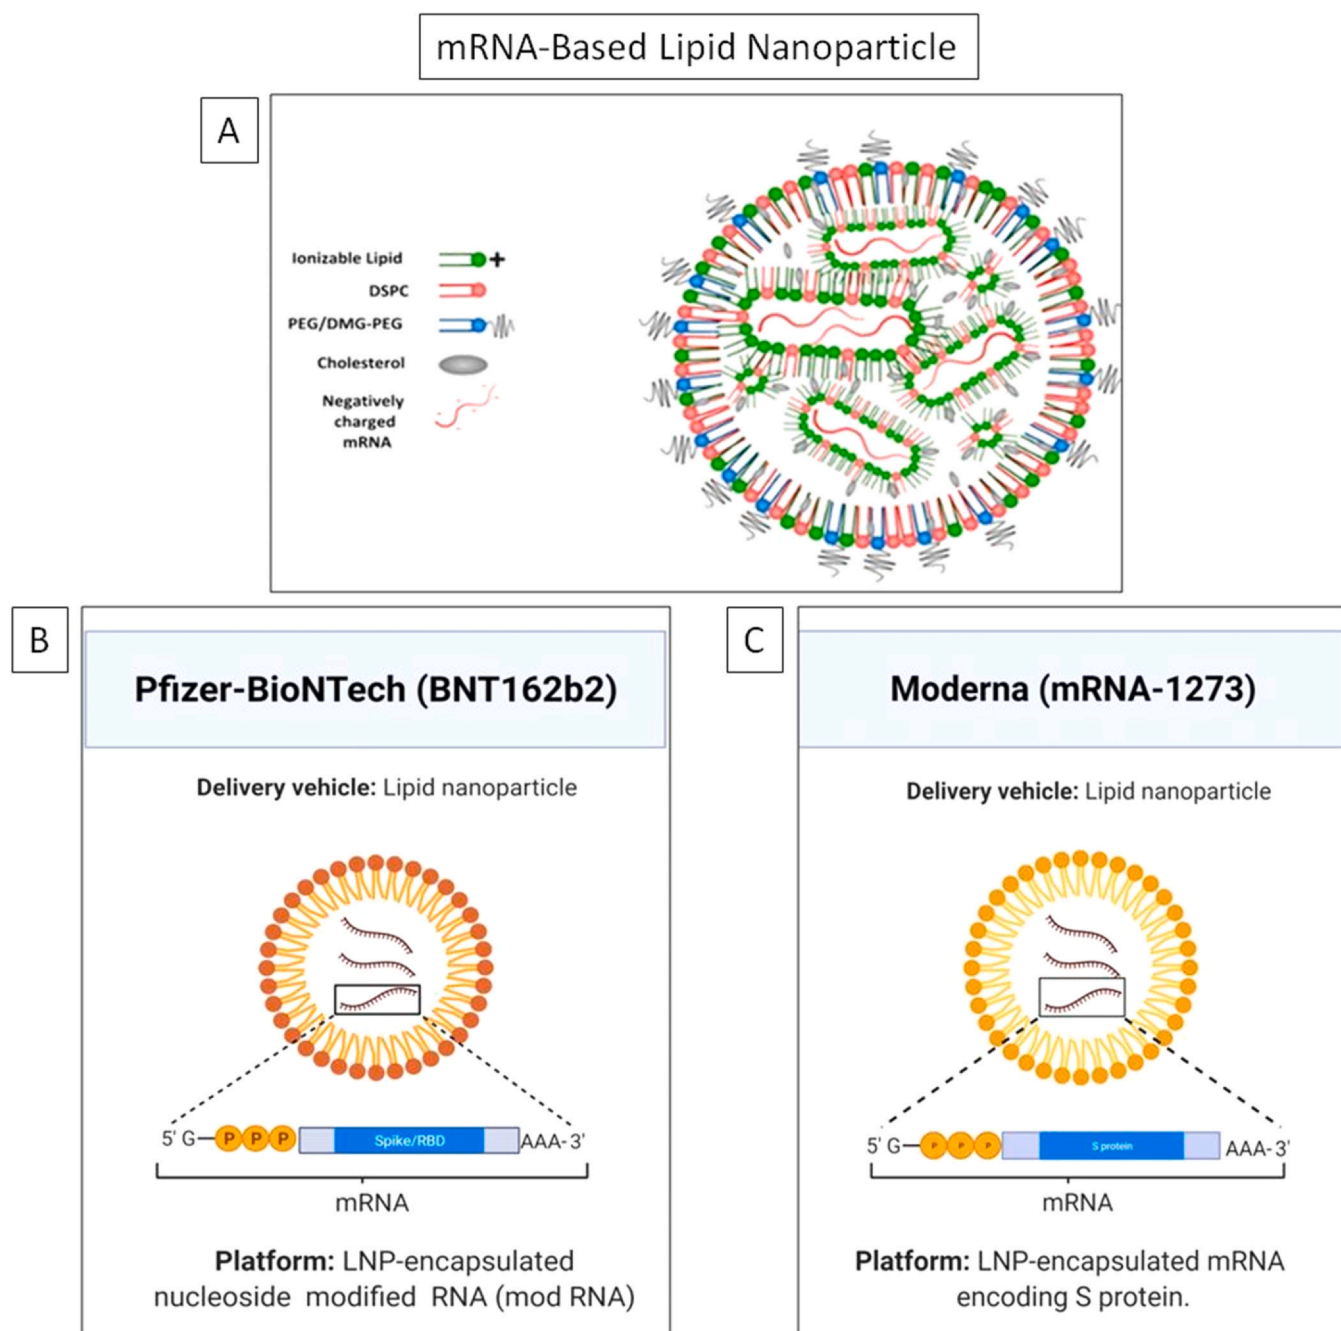 mRNA-Based Lipid Nanoparticle
A
Ionizable Lipid +
DSPC
PEG/DMG-PEG
Cholesterol
Negatively
charged
mRNA
B
Pfizer-BioNTech (BNT162b2)
Delivery vehicle: Lipid nanoparticle
5' G P P P Spike/RBD AAA-3'
mRNA
Platform: LNP-encapsulated
nucleoside modified RNA (mod RNA)
C
Moderna (mRNA-1273)
Delivery vehicle: Lipid nanoparticle
5' G P P P S protein AAA-3'
mRNA
Platform: LNP-encapsulated mRNA
encoding S protein.